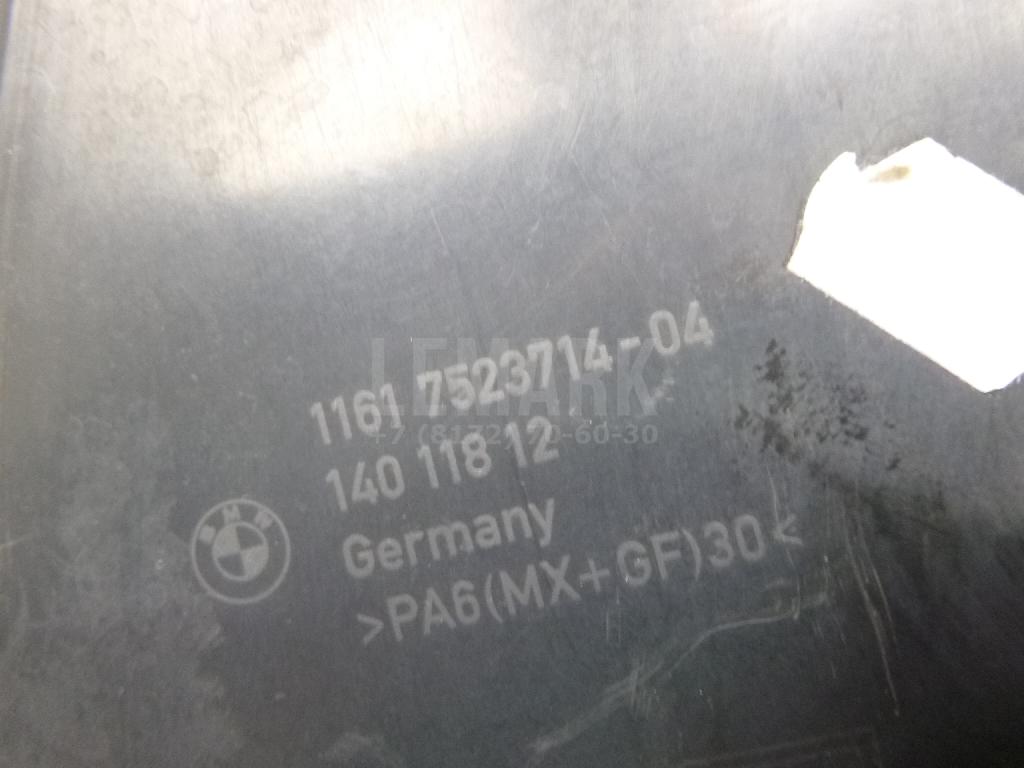 1161 7523714-04
LEMARK
140 118 12
Germany
BMW
>PA6(MX+GF)30<